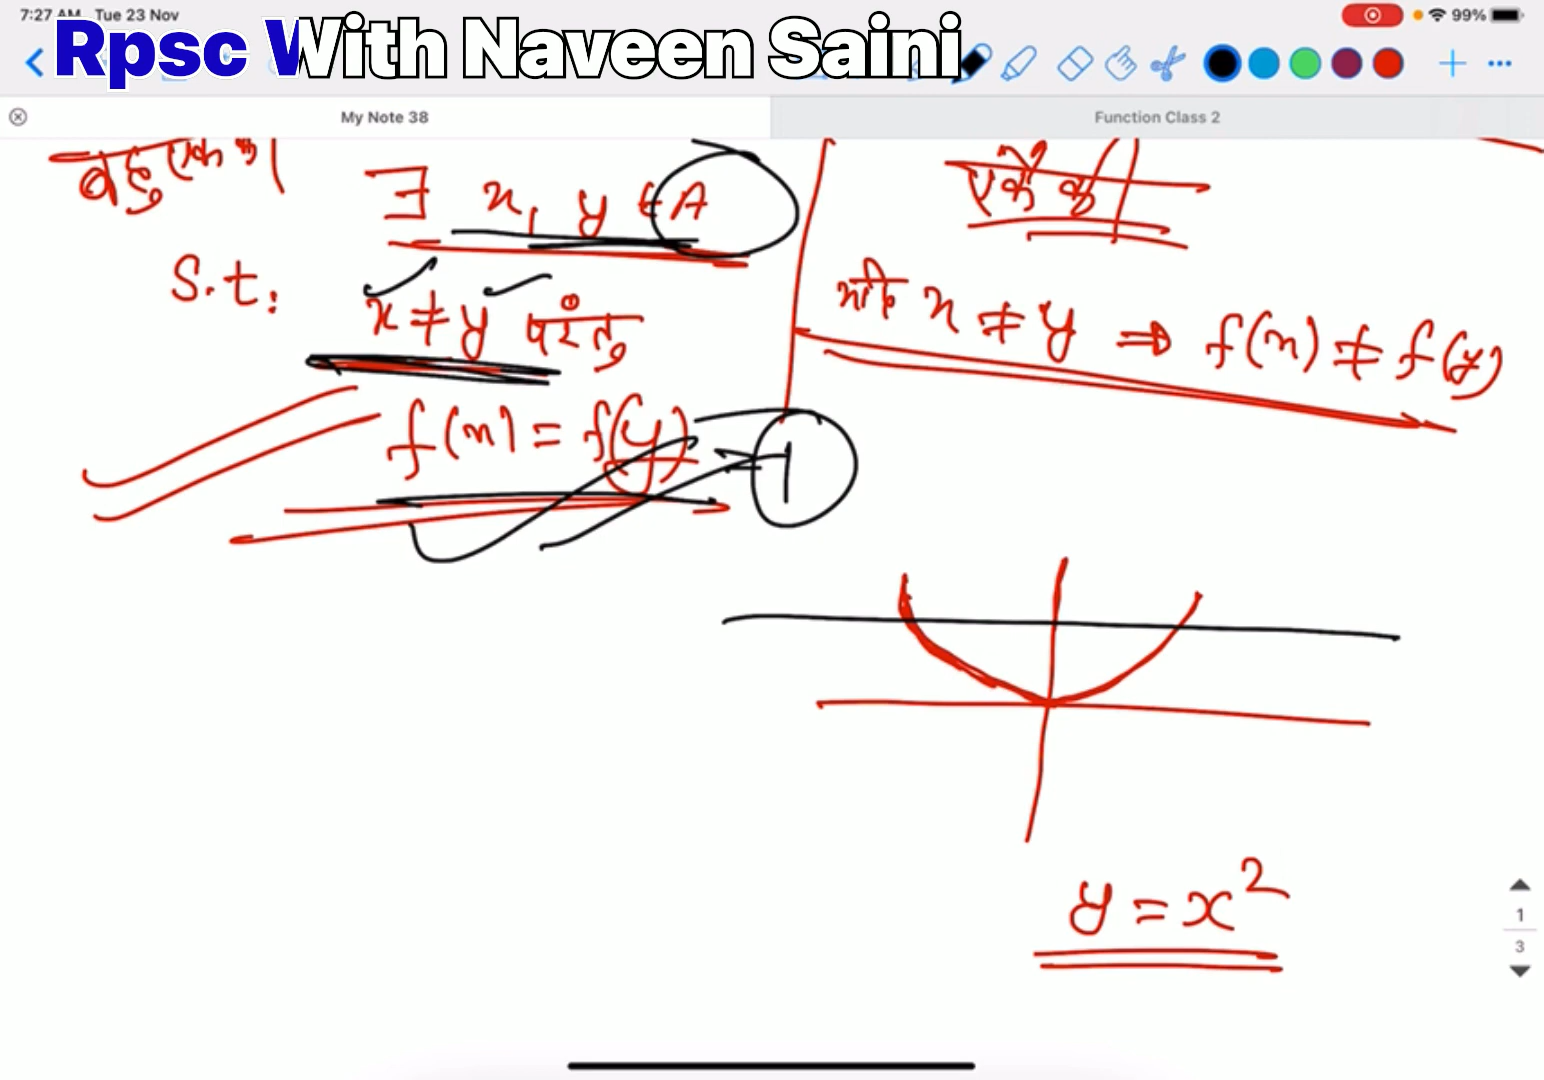 7:27 AM Tue 23 Nov
99%
Rpsc With Naveen Saini
My Note 38
Function Class 2
बहुएकी
∃ x, y ∈ A
एकैकी
S.t.
x ≠ y परन्तु
f(x) = f(y) = 1
यदि x ≠ y ⇒ f(x) ≠ f(y)
y = x²
1
3